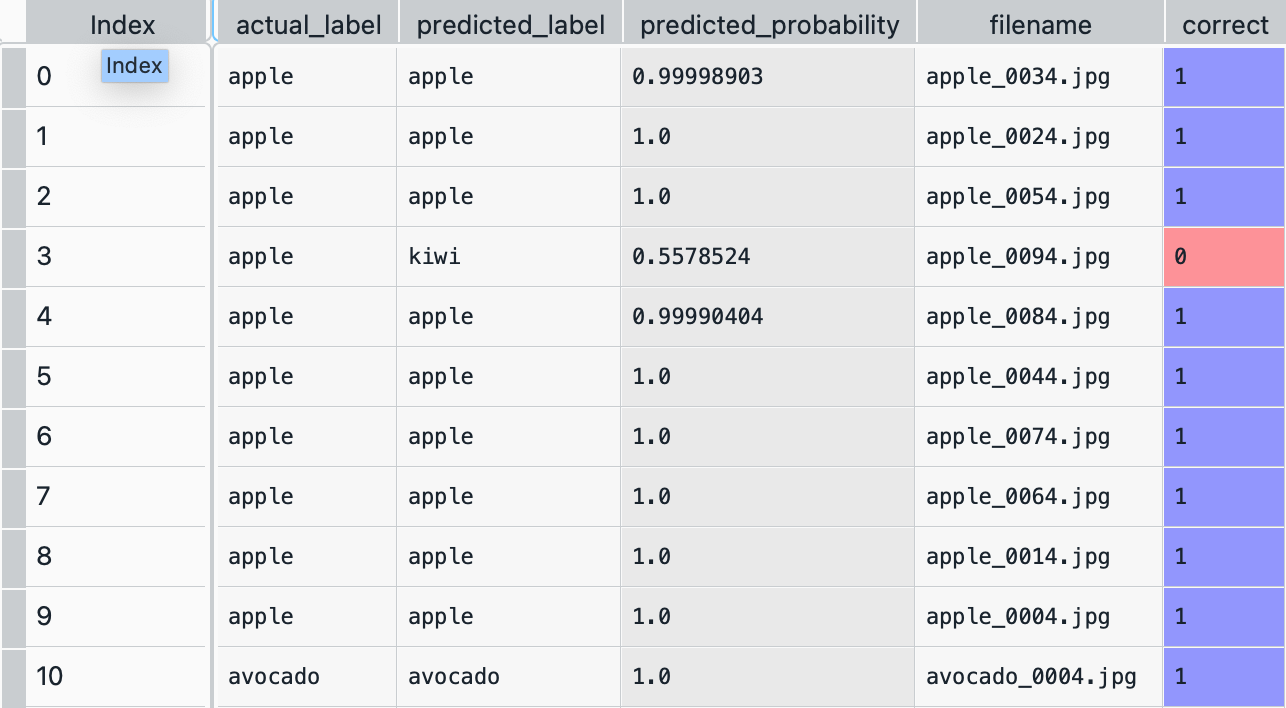 Index actual_label predicted_label predicted_probability filename correct
Index
0 apple apple 0.99998903 apple_0034.jpg 1
1 apple apple 1.0 apple_0024.jpg 1
2 apple apple 1.0 apple_0054.jpg 1
3 apple kiwi 0.5578524 apple_0094.jpg 0
4 apple apple 0.99990404 apple_0084.jpg 1
5 apple apple 1.0 apple_0044.jpg 1
6 apple apple 1.0 apple_0074.jpg 1
7 apple apple 1.0 apple_0064.jpg 1
8 apple apple 1.0 apple_0014.jpg 1
9 apple apple 1.0 apple_0004.jpg 1
10 avocado avocado 1.0 avocado_0004.jpg 1